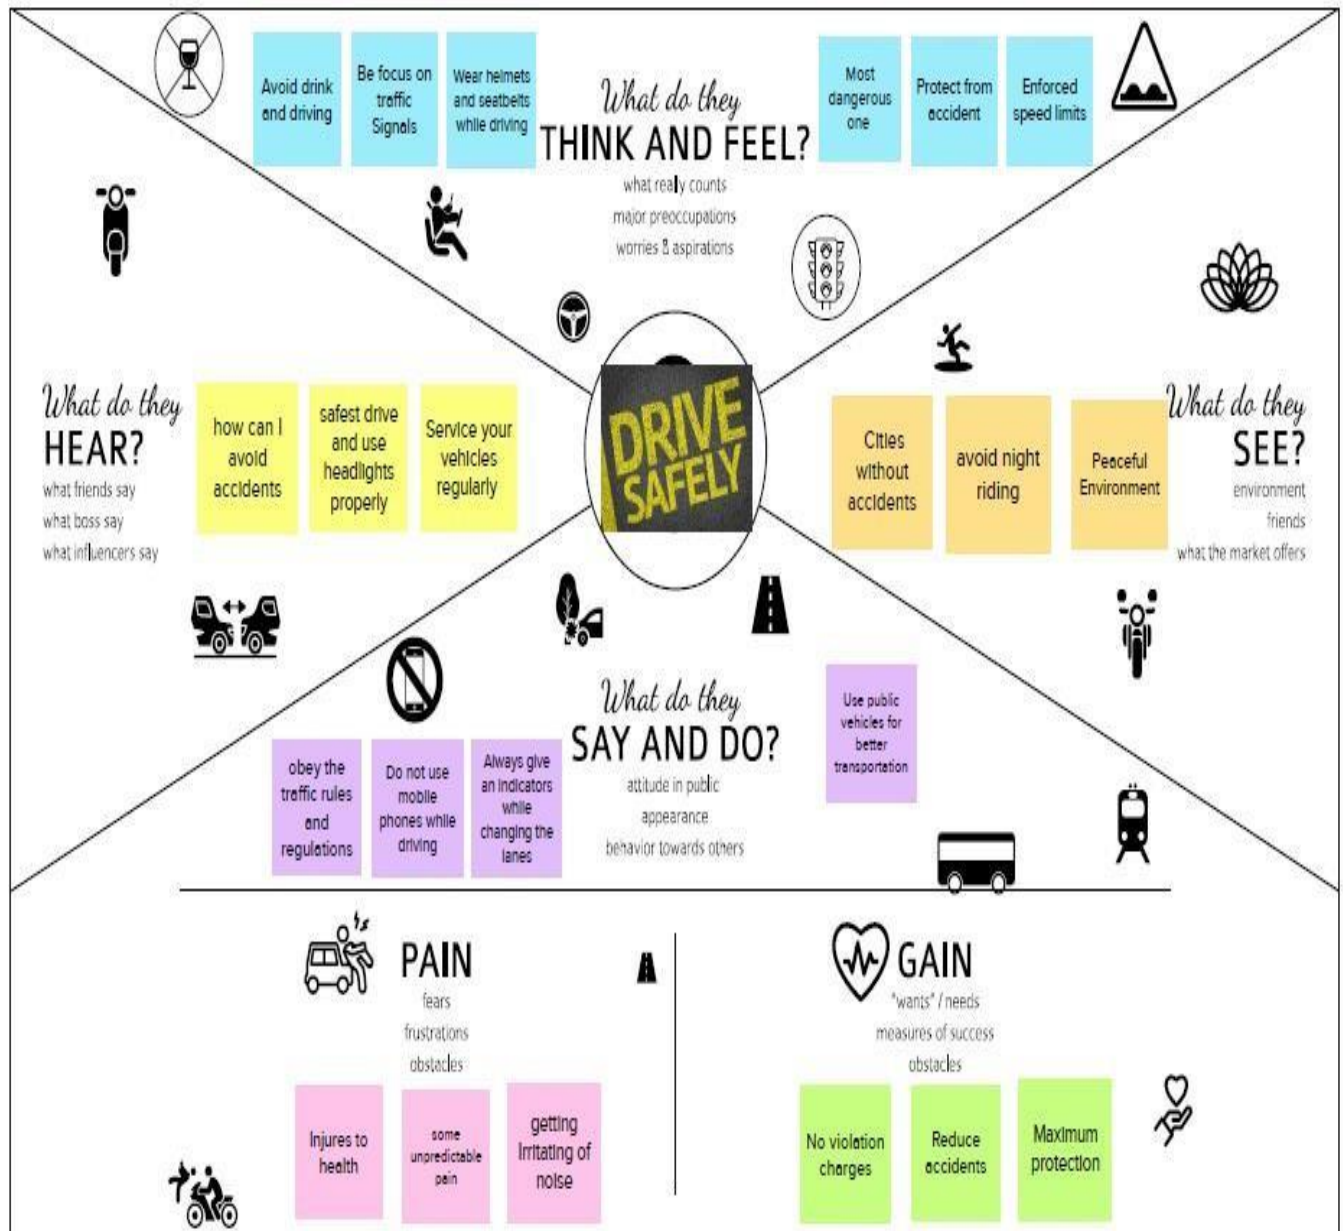 Avoid drink
and driving
Be focus on
traffic
Signals
Wear helmets
and seatbelts
while driving
What do they
THINK AND FEEL?
what really counts
major preoccupations
worries & aspirations
Most
dangerous
one
Protect from
accident
Enforced
speed limits
What do they
HEAR?
what friends say
what boss say
what influencers say
how can I
avoid
accidents
safest drive
and use
headlights
properly
Service your
vehicles
regularly
DRIVE
SAFELY
Cities
without
accidents
avoid night
riding
Peaceful
Environment
What do they
SEE?
environment
friends
what the market offers
What do they
SAY AND DO?
attitude in public
appearance
behavior towards others
obey the
traffic rules
and
regulations
Do not use
mobile
phones while
driving
Always give
an indicators
while
changing the
lanes
Use public
vehicles for
better
transportation
PAIN
fears
frustrations
obstacles
Injures to
health
some
unpredictable
pain
getting
Irritating of
noise
GAIN
"wants" / needs
measures of success
obstacles
No violation
charges
Reduce
accidents
Maximum
protection